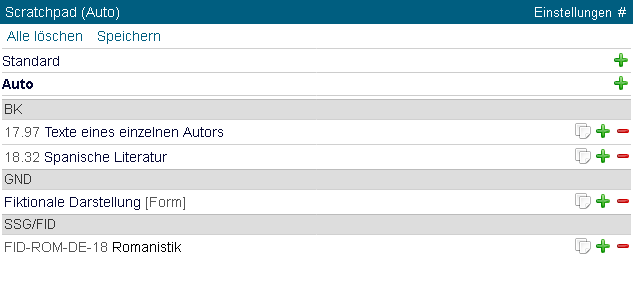 Scratchpad (Auto) Einstellungen #
Alle löschen Speichern
Standard
Auto
BK
17.97 Texte eines einzelnen Autors
18.32 Spanische Literatur
GND
Fiktionale Darstellung [Form]
SSG/FID
FID-ROM-DE-18 Romanistik